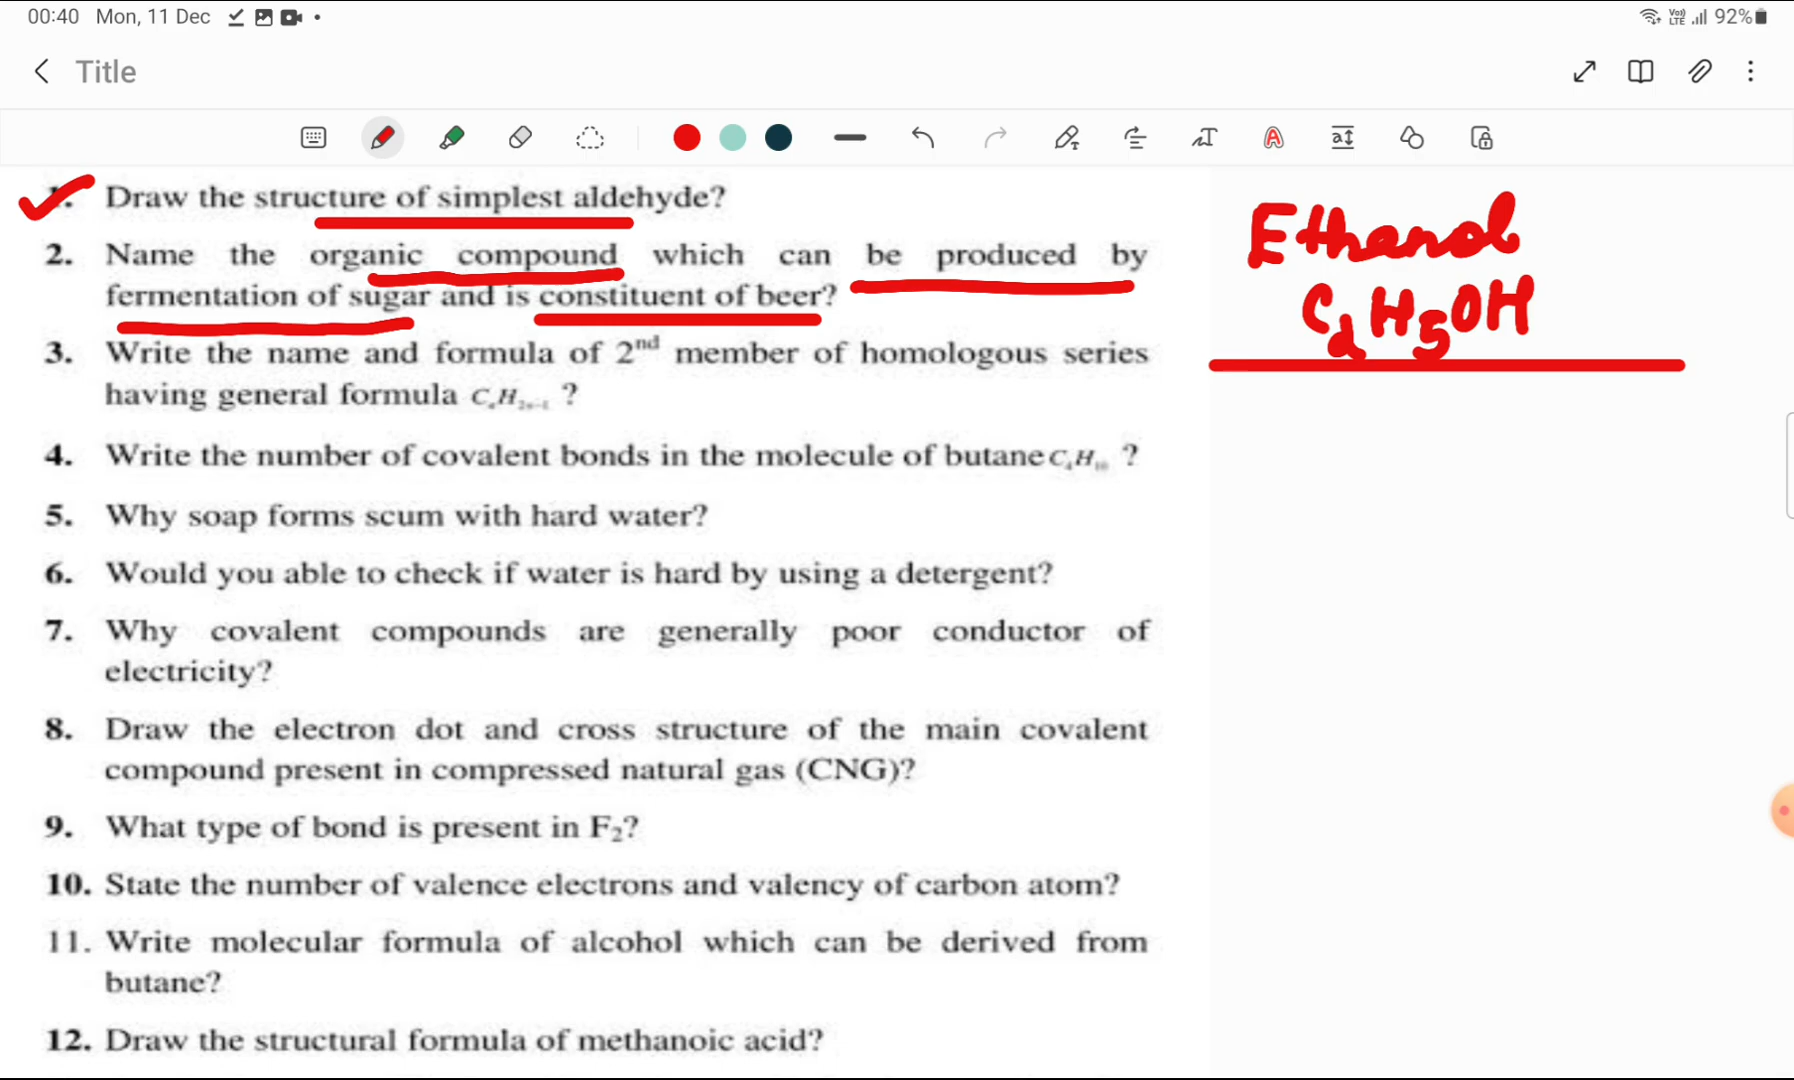 00:40 Mon, 11 Dec
92%
Title
1. Draw the structure of simplest aldehyde?
2. Name the organic compound which can be produced by
fermentation of sugar and is constituent of beer?
3. Write the name and formula of 2nd member of homologous series
having general formula ?
4. Write the number of covalent bonds in the molecule of butane C₄H₁₀ ?
5. Why soap forms scum with hard water?
6. Would you able to check if water is hard by using a detergent?
7. Why covalent compounds are generally poor conductor of
electricity?
8. Draw the electron dot and cross structure of the main covalent
compound present in compressed natural gas (CNG)?
9. What type of bond is present in F₂?
10. State the number of valence electrons and valency of carbon atom?
11. Write molecular formula of alcohol which can be derived from
butane?
12. Draw the structural formula of methanoic acid?
Ethanol
C₂H₅OH